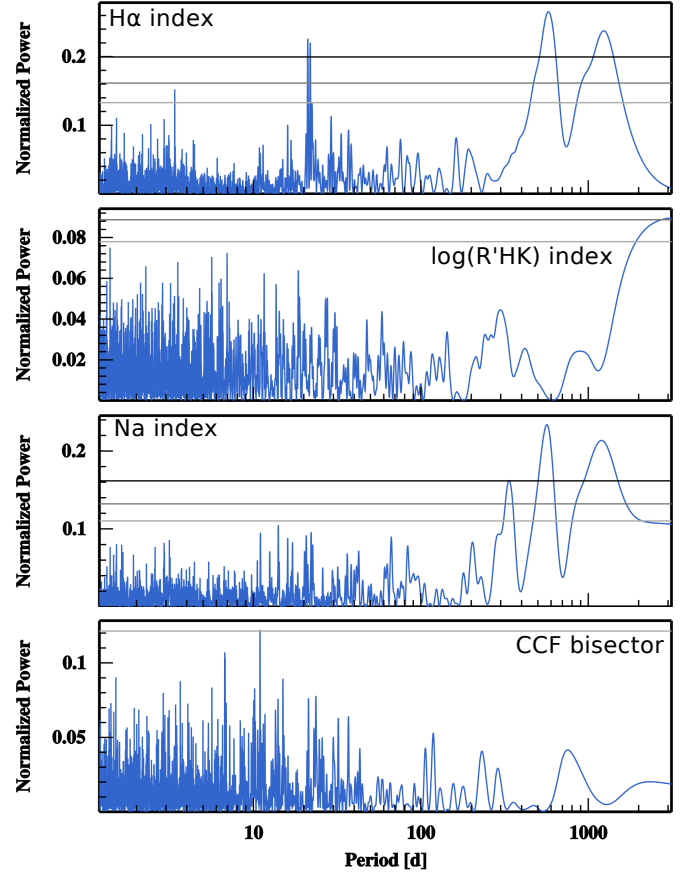 Hα index
Normalized Power
0.2
0.1
log(R'HK) index
Normalized Power
0.08
0.06
0.04
0.02
Na index
Normalized Power
0.2
0.1
CCF bisector
Normalized Power
0.1
0.05
10
100
1000
Period [d]